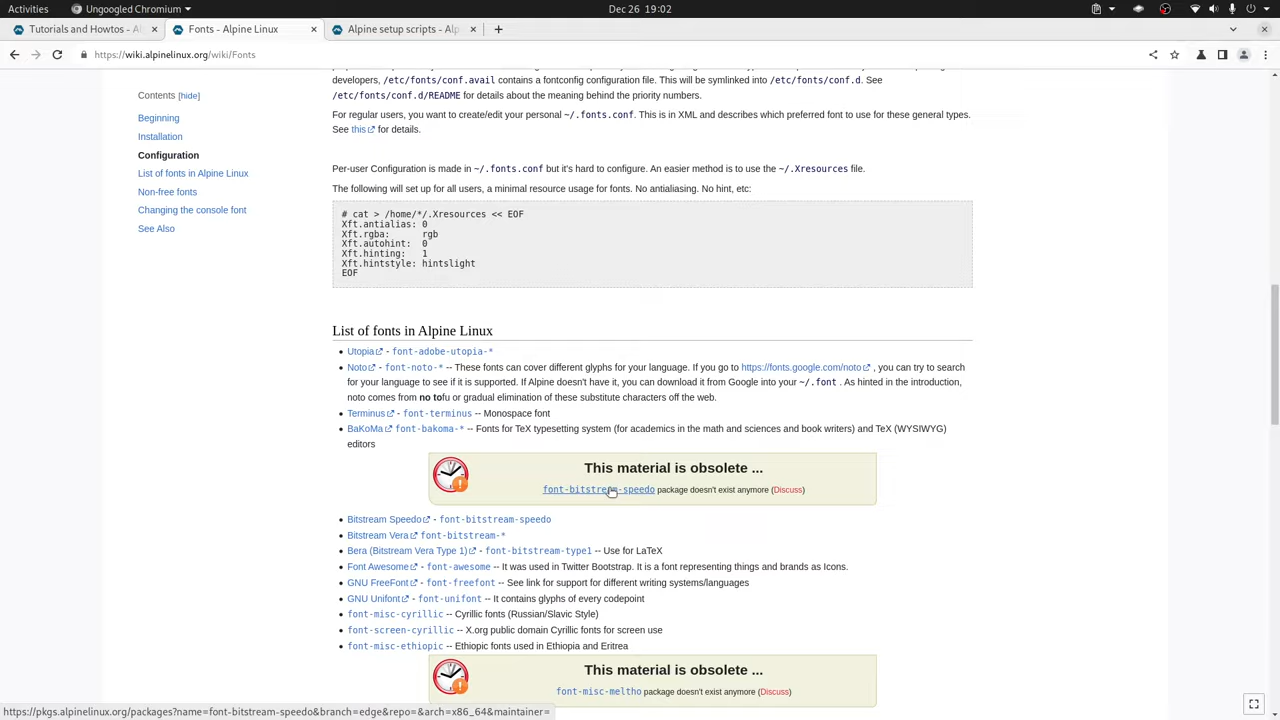 Activities
Ungoogled Chromium
Dec 26 19:02
Tutorials and Howtos - A
Fonts - Alpine Linux
Alpine setup scripts - Alp
https://wiki.alpinelinux.org/wiki/Fonts
Contents [hide]
Beginning
Installation
Configuration
List of fonts in Alpine Linux
Non-free fonts
Changing the console font
See Also
developers, /etc/fonts/conf.avail contains a fontconfig configuration file. This will be symlinked into /etc/fonts/conf.d. See
/etc/fonts/conf.d/README for details about the meaning behind the priority numbers.
For regular users, you want to create/edit your personal ~/.fonts.conf. This is in XML and describes which preferred font to use for these general types.
See this for details.
Per-user Configuration is made in ~/.fonts.conf but it's hard to configure. An easier method is to use the ~/.Xresources file.
The following will set up for all users, a minimal resource usage for fonts. No antialiasing. No hint, etc:
# cat > /home/*/.Xresources << EOF
Xft.antialias: 0
Xft.rgba: rgb
Xft.autohint: 0
Xft.hinting: 1
Xft.hintstyle: hintslight
EOF
List of fonts in Alpine Linux
Utopia - font-adobe-utopia-*
Noto - font-noto-* -- These fonts can cover different glyphs for your language. If you go to https://fonts.google.com/noto , you can try to search
for your language to see if it is supported. If Alpine doesn't have it, you can download it from Google into your ~/.font . As hinted in the introduction,
noto comes from no tofu or gradual elimination of these substitute characters off the web.
Terminus - font-terminus -- Monospace font
BaKoMa font-bakoma-* -- Fonts for TeX typesetting system (for academics in the math and sciences and book writers) and TeX (WYSIWYG)
editors
This material is obsolete ...
font-bitstream-speedo package doesn't exist anymore (Discuss)
Bitstream Speedo - font-bitstream-speedo
Bitstream Vera font-bitstream-*
Bera (Bitstream Vera Type 1) - font-bitstream-type1 -- Use for LaTeX
Font Awesome - font-awesome -- It was used in Twitter Bootstrap. It is a font representing things and brands as Icons.
GNU FreeFont - font-freefont -- See link for support for different writing systems/languages
GNU Unifont - font-unifont -- It contains glyphs of every codepoint
font-misc-cyrillic -- Cyrillic fonts (Russian/Slavic Style)
font-screen-cyrillic -- X.org public domain Cyrillic fonts for screen use
font-misc-ethiopic -- Ethiopic fonts used in Ethiopia and Eritrea
This material is obsolete ...
font-misc-meltho package doesn't exist anymore (Discuss)
https://pkgs.alpinelinux.org/packages?name=font-bitstream-speedo&branch=edge&repo=&arch=x86_64&maintainer=